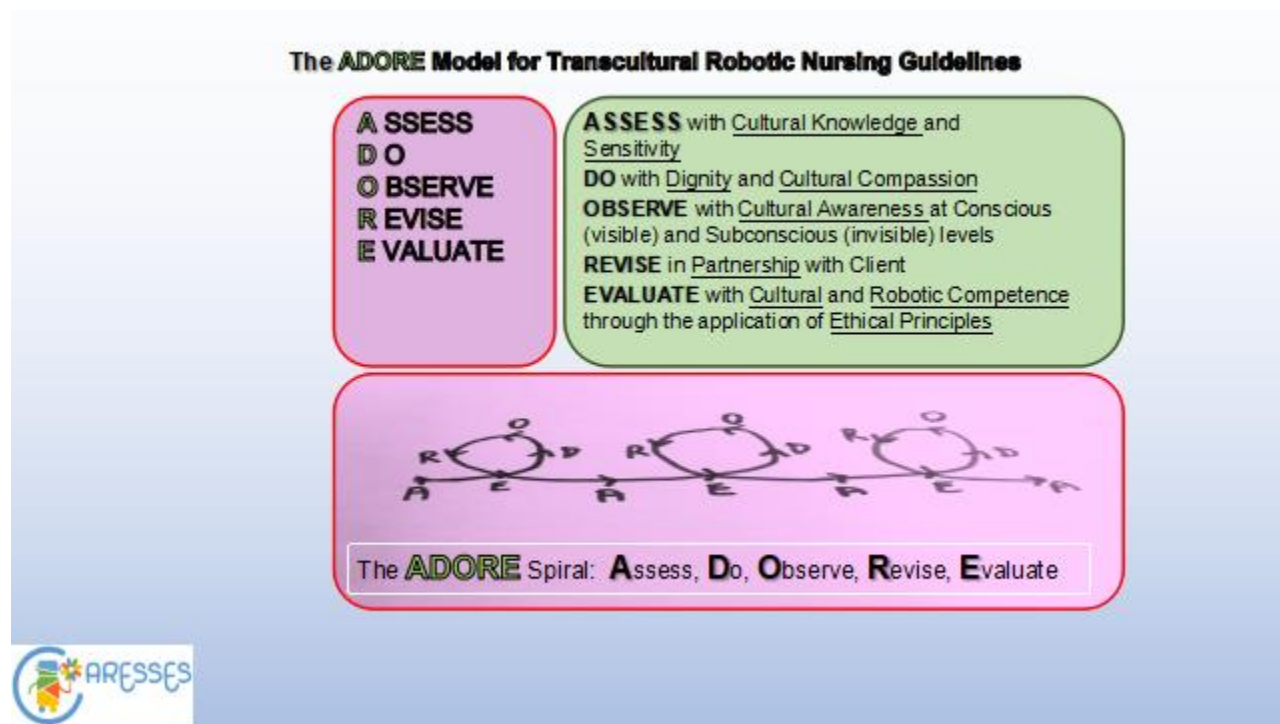 The ADORE Model for Transcultural Robotic Nursing Guidelines
A SSESS
D O
O BSERVE
R EVISE
E VALUATE
ASSESS with Cultural Knowledge and
Sensitivity
DO with Dignity and Cultural Compassion
OBSERVE with Cultural Awareness at Conscious
(visible) and Subconscious (invisible) levels
REVISE in Partnership with Client
EVALUATE with Cultural and Robotic Competence
through the application of Ethical Principles
O O O
R D R D R D
A E A E A E A
The ADORE Spiral: Assess, Do, Observe, Revise, Evaluate
CARESSES